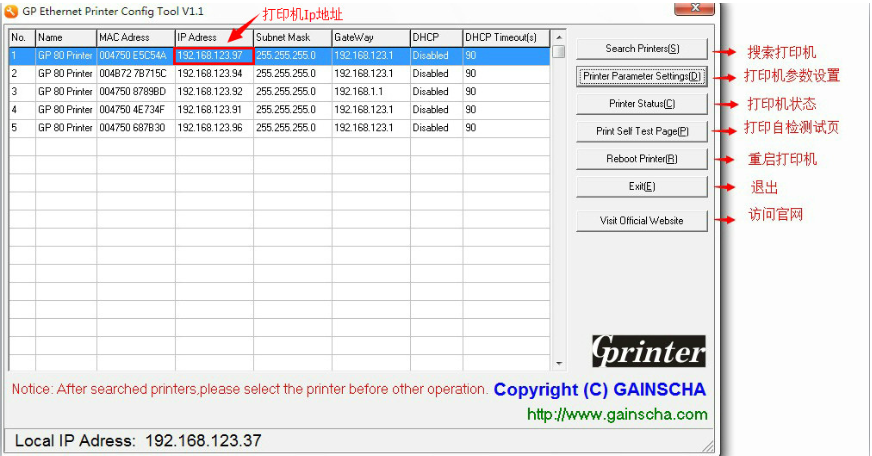 GP Ethernet Printer Config Tool V1.1
打印机Ip地址
No. Name MAC Adress IP Adress Subnet Mask GateWay DHCP DHCP Timeout(s)
1 GP 80 Printer 004750 E5C54A 192.168.123.97 255.255.255.0 192.168.123.1 Disabled 90
2 GP 80 Printer 004B72 7B715C 192.168.123.94 255.255.255.0 192.168.123.1 Disabled 90
3 GP 80 Printer 004750 8789BD 192.168.123.92 255.255.255.0 192.168.1.1 Disabled 90
4 GP 80 Printer 004750 4E734F 192.168.123.91 255.255.255.0 192.168.123.1 Disabled 90
5 GP 80 Printer 004750 687B30 192.168.123.96 255.255.255.0 192.168.123.1 Disabled 90
Search Printers(S) 搜索打印机
Printer Parameter Settings(D) 打印机参数设置
Printer Status(C) 打印机状态
Print Self Test Page(P) 打印自检测试页
Reboot Printer(R) 重启打印机
Exit(E) 退出
Visit Official Website 访问官网
Gprinter
Notice: After searched printers,please select the printer before other operation. Copyright (C) GAINSCHA
http://www.gainscha.com
Local IP Adress: 192.168.123.37